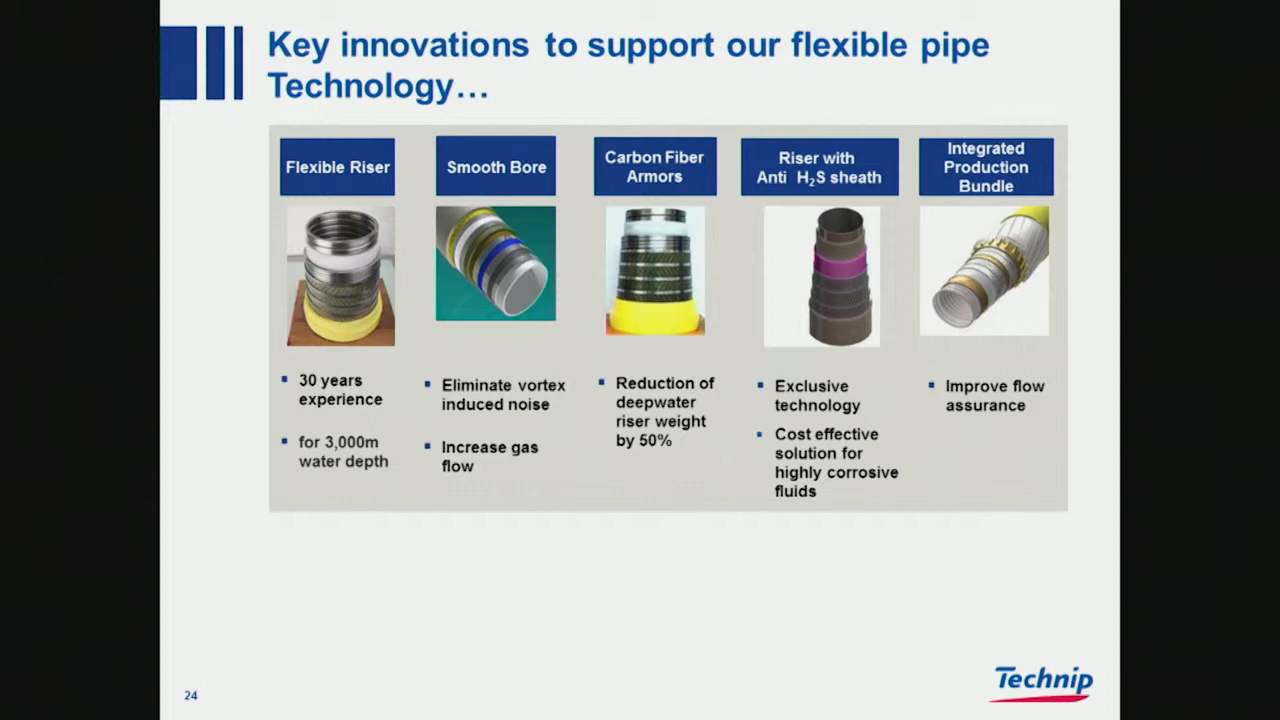 Key innovations to support our flexible pipe
Technology…
Flexible Riser
30 years
experience
for 3,000m
water depth
Smooth Bore
Eliminate vortex
induced noise
Increase gas
flow
Carbon Fiber
Armors
Reduction of
deepwater
riser weight
by 50%
Riser with
Anti H₂S sheath
Exclusive
technology
Cost effective
solution for
highly corrosive
fluids
Integrated
Production
Bundle
Improve flow
assurance
24
Technip